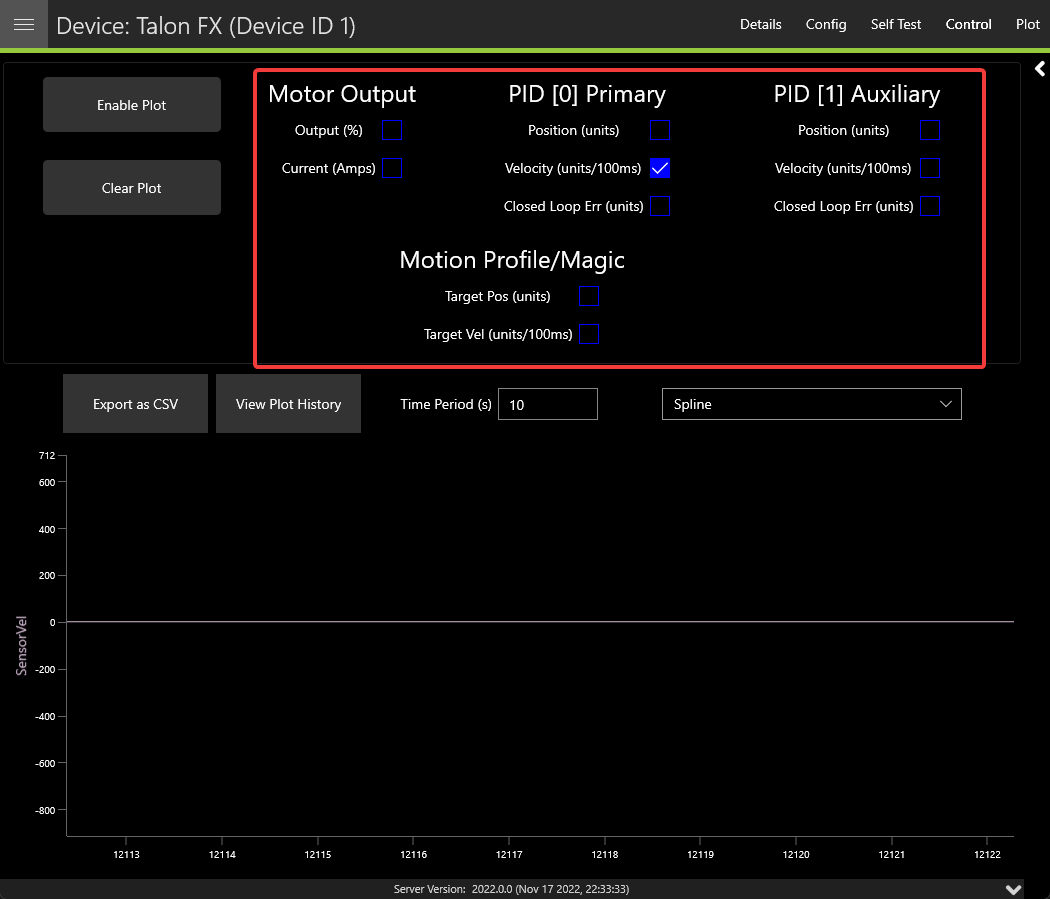 Device: Talon FX (Device ID 1)
Details Config Self Test Control Plot
Enable Plot
Clear Plot
Motor Output
Output (%)
Current (Amps)
PID [0] Primary
Position (units)
Velocity (units/100ms)
Closed Loop Err (units)
PID [1] Auxiliary
Position (units)
Velocity (units/100ms)
Closed Loop Err (units)
Motion Profile/Magic
Target Pos (units)
Target Vel (units/100ms)
Export as CSV
View Plot History
Time Period (s) 10
Spline
SensorVel
712
600
400
200
0
-200
-400
-600
-800
12113 12114 12115 12116 12117 12118 12119 12120 12121 12122
Server Version: 2022.0.0 (Nov 17 2022, 22:33:33)